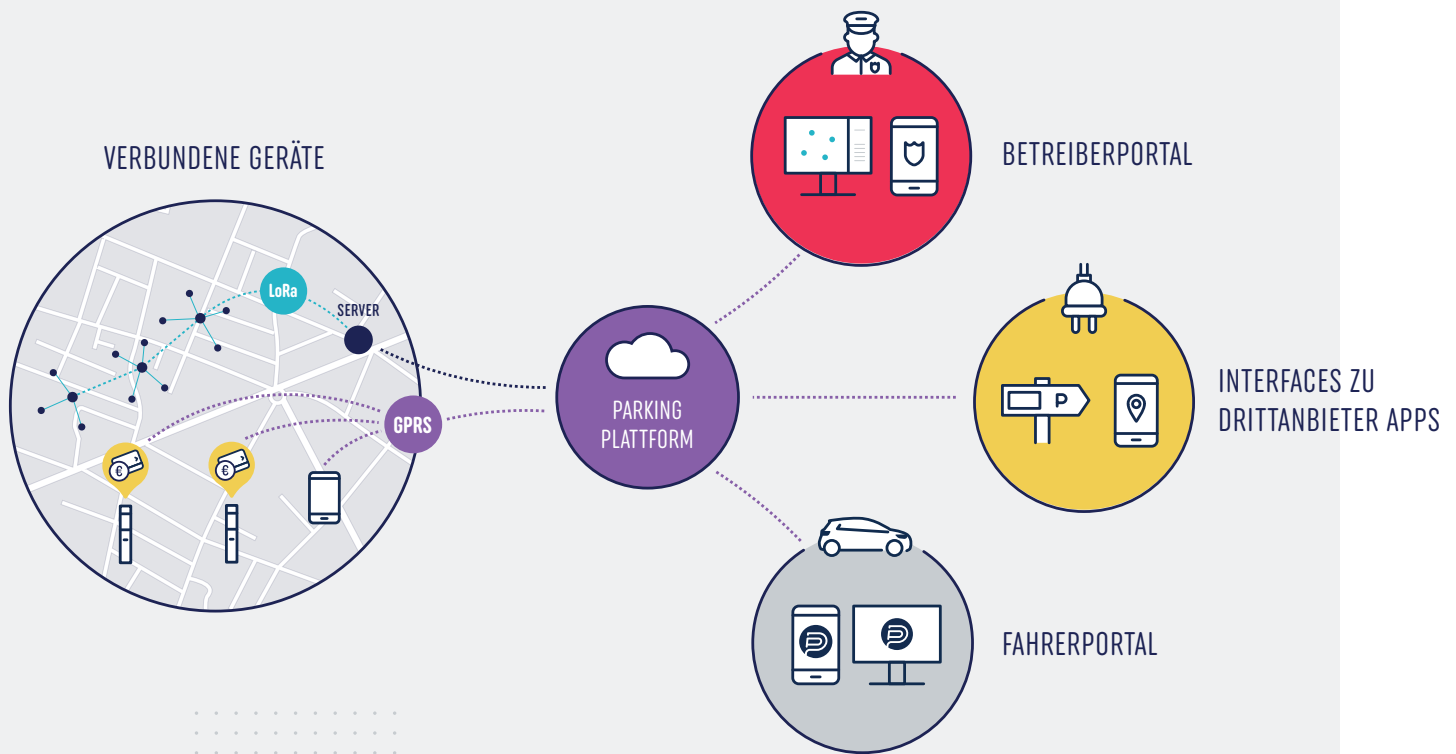 VERBUNDENE GERÄTE
LoRa
SERVER
GPRS
€
€
PARKING
PLATTFORM
BETREIBERPORTAL
P
INTERFACES ZU
DRITTANBIETER APPS
FAHRERPORTAL